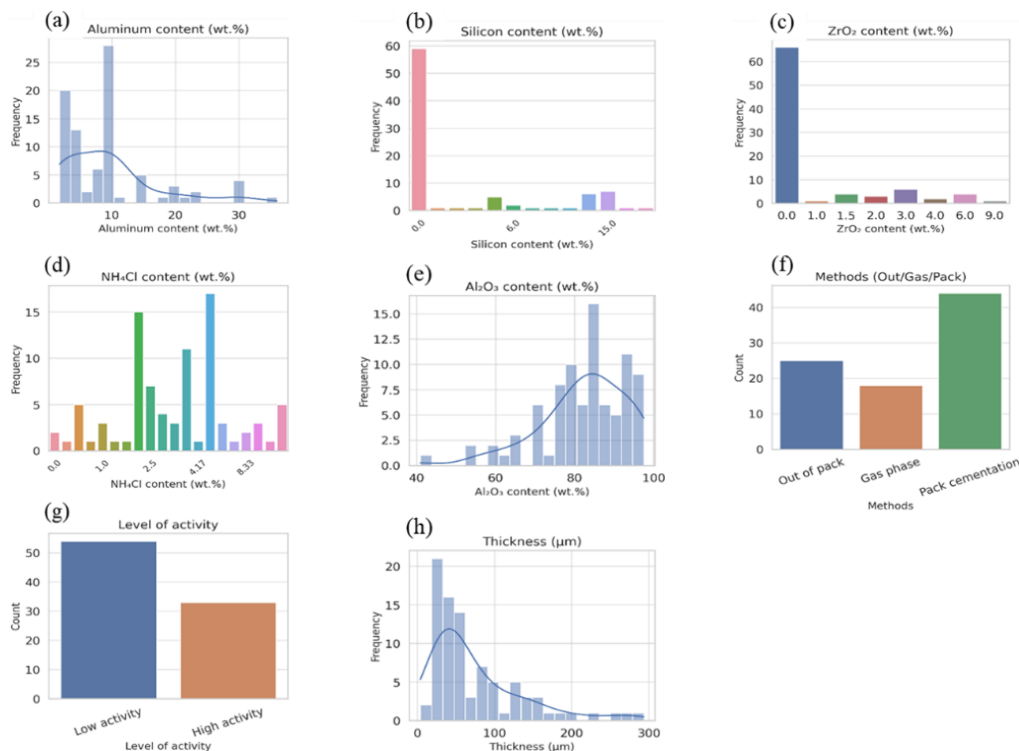 (a)
Aluminum content (wt.%)
Frequency
25
20
15
10
5
0
10
20
30
Aluminum content (wt.%)
(b)
Silicon content (wt.%)
Frequency
60
50
40
30
20
10
0
0.0
6.0
15.0
Silicon content (wt.%)
(c)
ZrO₂ content (wt.%)
Frequency
60
50
40
30
20
10
0
0.0 1.0 1.5 2.0 3.0 4.0 6.0 9.0
ZrO₂ content (wt.%)
(d)
NH₄Cl content (wt.%)
Frequency
15
10
5
0
0.0
1.0
2.5
4.17
8.33
NH₄Cl content (wt.%)
(e)
Al₂O₃ content (wt.%)
Frequency
15.0
12.5
10.0
7.5
5.0
2.5
0.0
40
60
80
100
Al₂O₃ content (wt.%)
(f)
Methods (Out/Gas/Pack)
Count
40
30
20
10
0
Out of pack
Gas phase
Pack cementation
Methods
(g)
Level of activity
Count
50
40
30
20
10
0
Low activity
High activity
Level of activity
(h)
Thickness (μm)
Frequency
20
15
10
5
0
0
100
200
300
Thickness (μm)